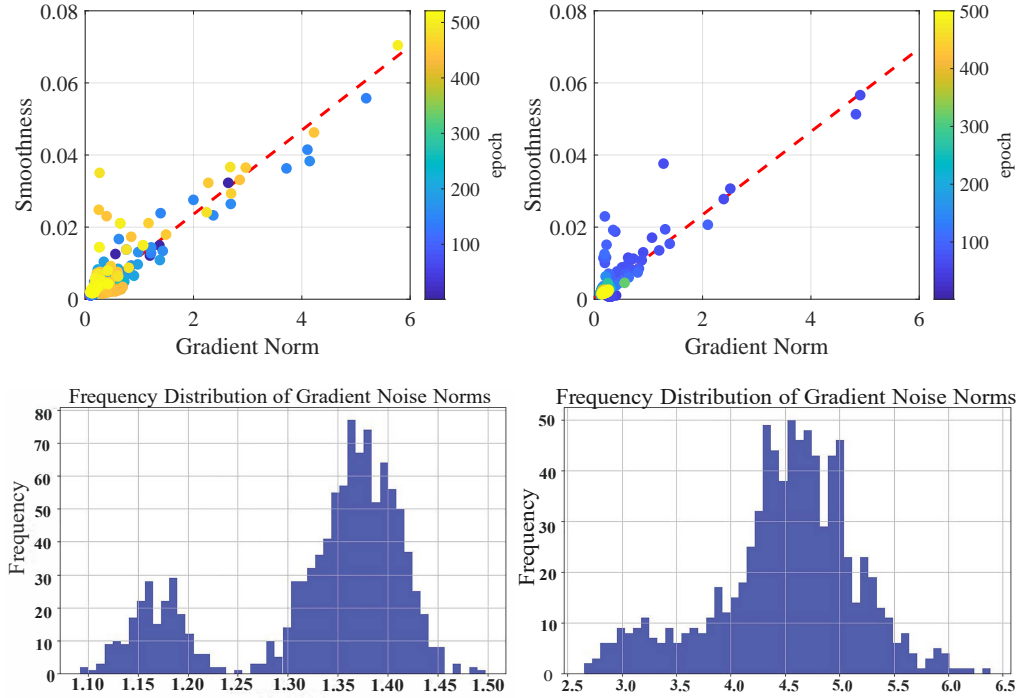 0.08
0.06
0.04
0.02
0
Smoothness
0 2 4 6
Gradient Norm
500
400
300
200
100
epoch
0.08
0.06
0.04
0.02
0
Smoothness
0 2 4 6
Gradient Norm
500
400
300
200
100
epoch
Frequency Distribution of Gradient Noise Norms
80
70
60
50
40
30
20
10
0
Frequency
1.10 1.15 1.20 1.25 1.30 1.35 1.40 1.45 1.50
Frequency Distribution of Gradient Noise Norms
50
40
30
20
10
0
Frequency
2.5 3.0 3.5 4.0 4.5 5.0 5.5 6.0 6.5